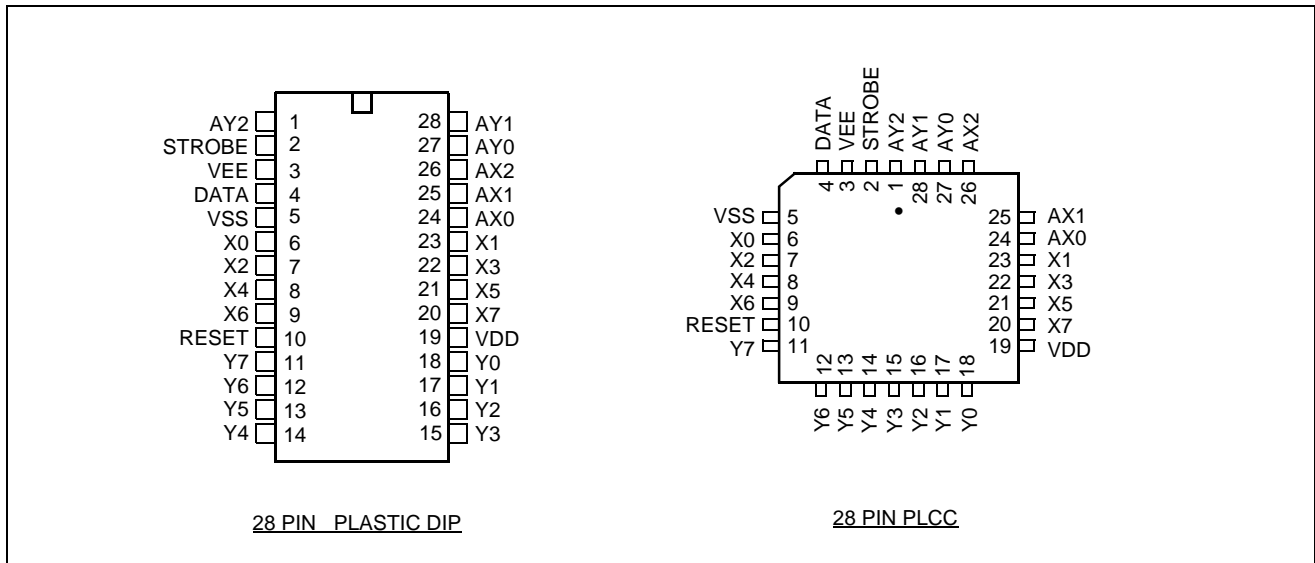 AY2 1 28 AY1
STROBE 2 27 AY0
VEE 3 26 AX2
DATA 4 25 AX1
VSS 5 24 AX0
X0 6 23 X1
X2 7 22 X3
X4 8 21 X5
X6 9 20 X7
RESET 10 19 VDD
Y7 11 18 Y0
Y6 12 17 Y1
Y5 13 16 Y2
Y4 14 15 Y3
28 PIN PLASTIC DIP
DATA VEE STROBE AY2 AY1 AY0 AX2
4 3 2 1 28 27 26
VSS 5 25 AX1
X0 6 24 AX0
X2 7 23 X1
X4 8 22 X3
X6 9 21 X5
RESET 10 20 X7
Y7 11 19 VDD
12 13 14 15 16 17 18
Y6 Y5 Y4 Y3 Y2 Y1 Y0
28 PIN PLCC